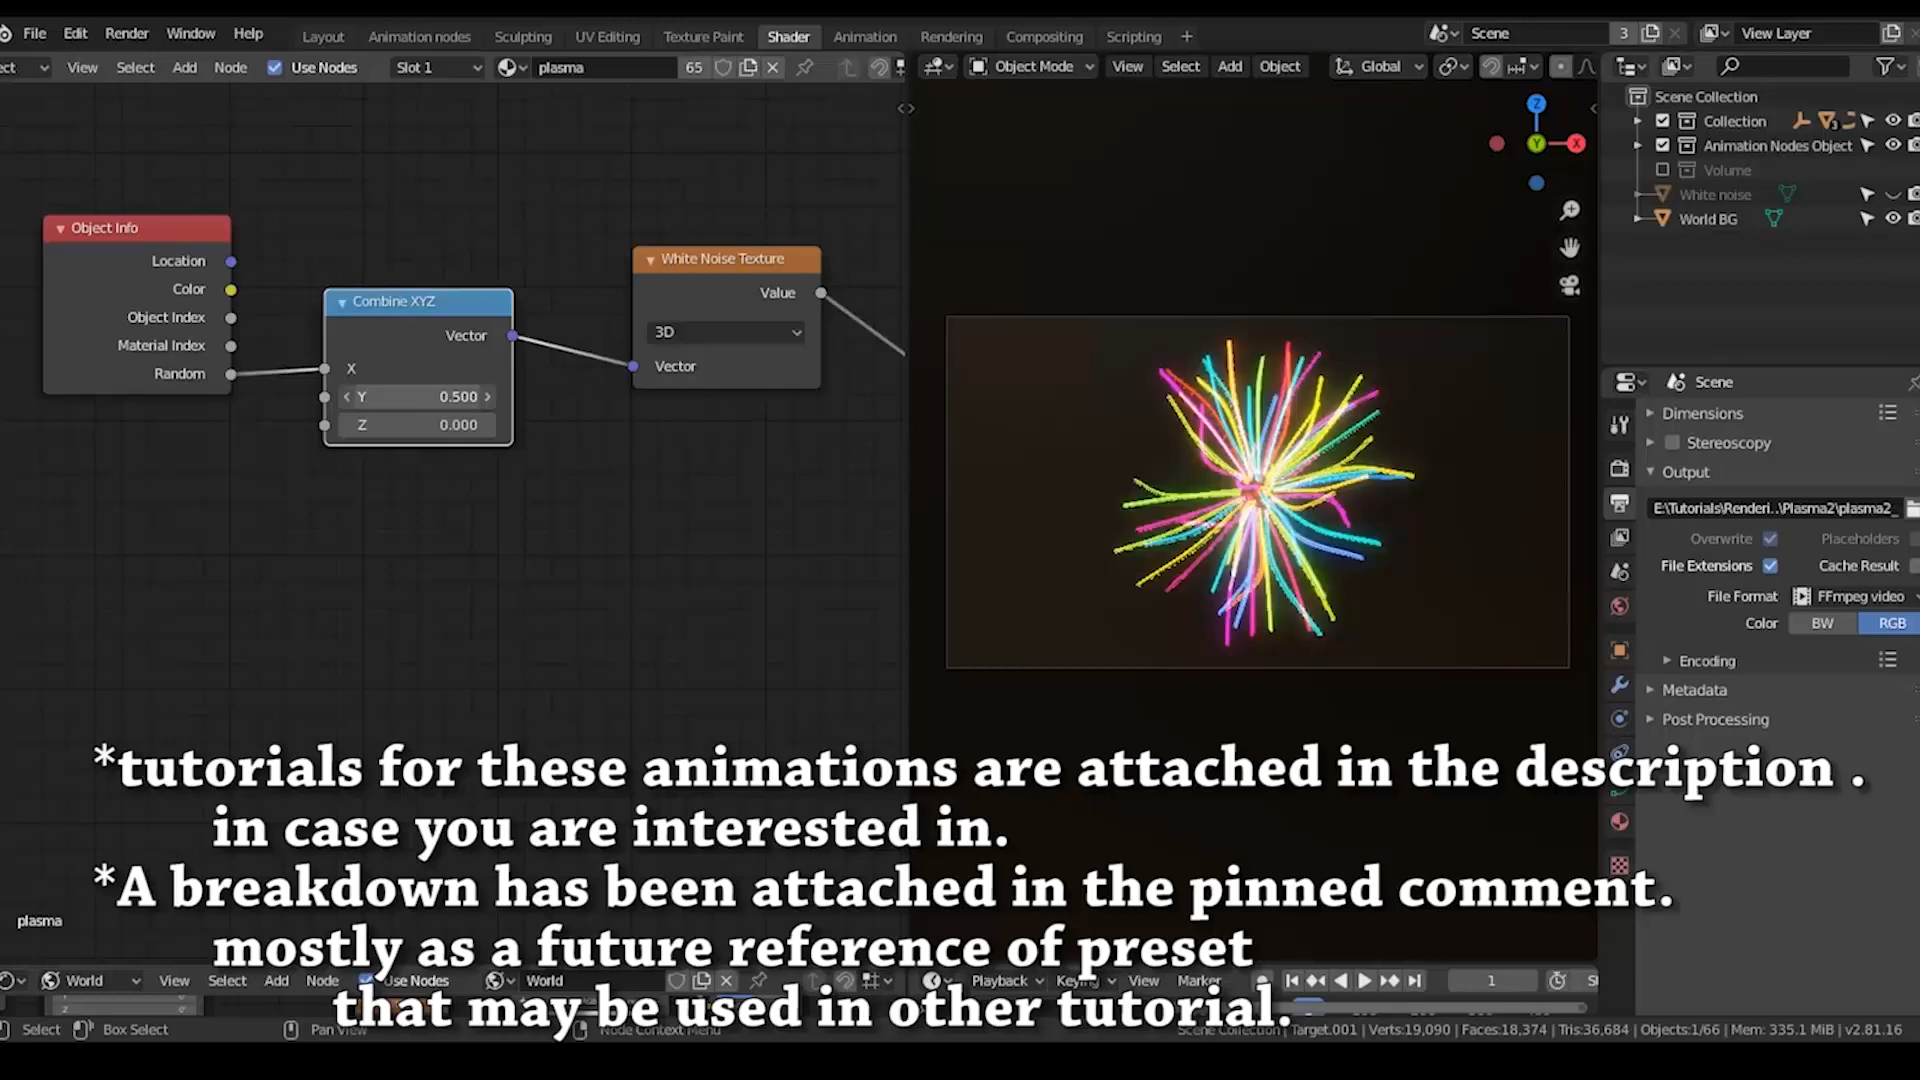 File Edit Render Window Help Layout Animation nodes Sculpting UV Editing Texture Paint Shader Animation Rendering Compositing Scripting + Scene 3 View Layer
View Select Add Node Use Nodes Slot 1 plasma 65 Object Mode View Select Add Object Global
Scene Collection
Collection
Animation Nodes Object
Volume
White noise
World BG
Z
Y
X
Object Info
Location
Color
Object Index
Material Index
Random
Combine XYZ
Vector
X
Y 0.500
Z 0.000
White Noise Texture
Value
3D
Vector
Scene
Dimensions
Stereoscopy
Output
E:\Tutorials\Renderi..\Plasma2\plasma2_
Overwrite Placeholders
File Extensions Cache Result
File Format FFmpeg video
Color BW RGB
Encoding
Metadata
Post Processing
*tutorials for these animations are attached in the description .
in case you are interested in.
*A breakdown has been attached in the pinned comment.
plasma
mostly as a future reference of preset
World View Select Add Node Use Nodes World Playback View Marker 1
that may be used in other tutorial.
Select Box Select Pan View Node Context Menu Scene Collection | Target.001 | Verts:19,090 | Faces:18,374 | Tris:36,684 | Objects:1/66 | Mem: 335.1 MiB | v2.81.16